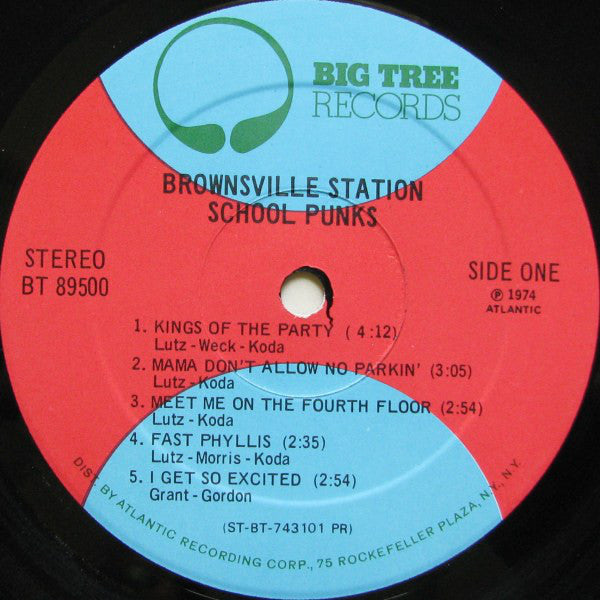 BIG TREE
RECORDS
BROWNSVILLE STATION
SCHOOL PUNKS
STEREO
BT 89500
SIDE ONE
℗ 1974
ATLANTIC
1. KINGS OF THE PARTY ( 4:12)
Lutz - Weck - Koda
2. MAMA DON'T ALLOW NO PARKIN' (3:05)
Lutz - Koda
3. MEET ME ON THE FOURTH FLOOR (2:54)
Lutz - Koda
4. FAST PHYLLIS (2:35)
Lutz - Morris - Koda
5. I GET SO EXCITED (2:54)
Grant - Gordon
(ST-BT-743101 PR)
DIST. BY ATLANTIC RECORDING CORP., 75 ROCKEFELLER PLAZA, N.Y., N.Y.